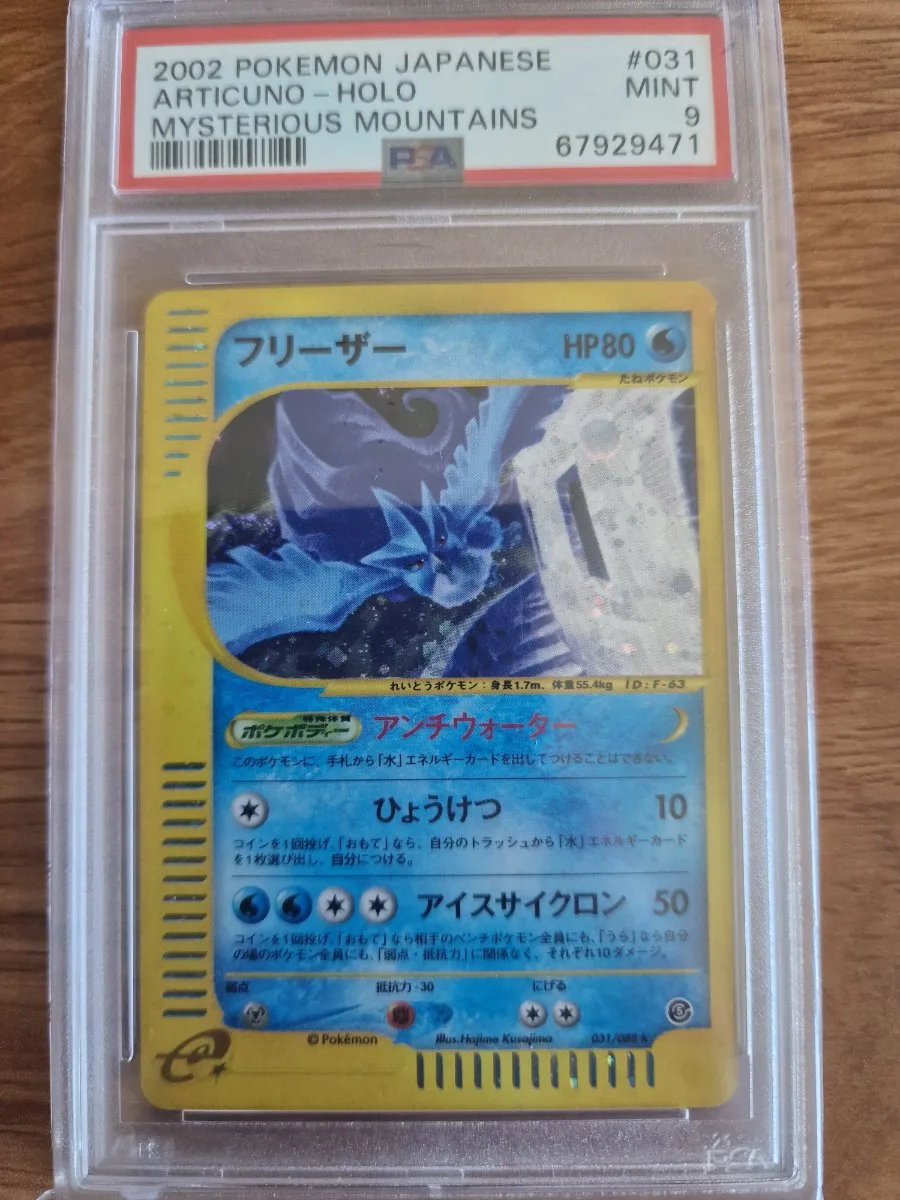 2002 POKEMON JAPANESE #031
ARTICUNO - HOLO MINT
MYSTERIOUS MOUNTAINS 9
PSA 67929471
フリーザー HP80
たねポケモン
れいとうポケモン：身長1.7m、体重55.4kg ID:F-63
特殊体質
ポケボディー アンチウォーター
このポケモンに、手札から「水」エネルギーカードを出してつけることはできない。
ひょうけつ 10
コインを1回投げ、「おもて」なら、自分のトラッシュから「水」エネルギーカード
を1枚選び出し、自分につける。
アイスサイクロン 50
コインを1回投げ、「おもて」なら相手のベンチポケモン全員にも、「うら」なら自分
の場のポケモン全員にも、「弱点・抵抗力」に関係なく、それぞれ10ダメージ。
弱点 抵抗力 -30 にげる
©Pokémon Illus.Hajime Kusajima 031/088 ★
e
PSA